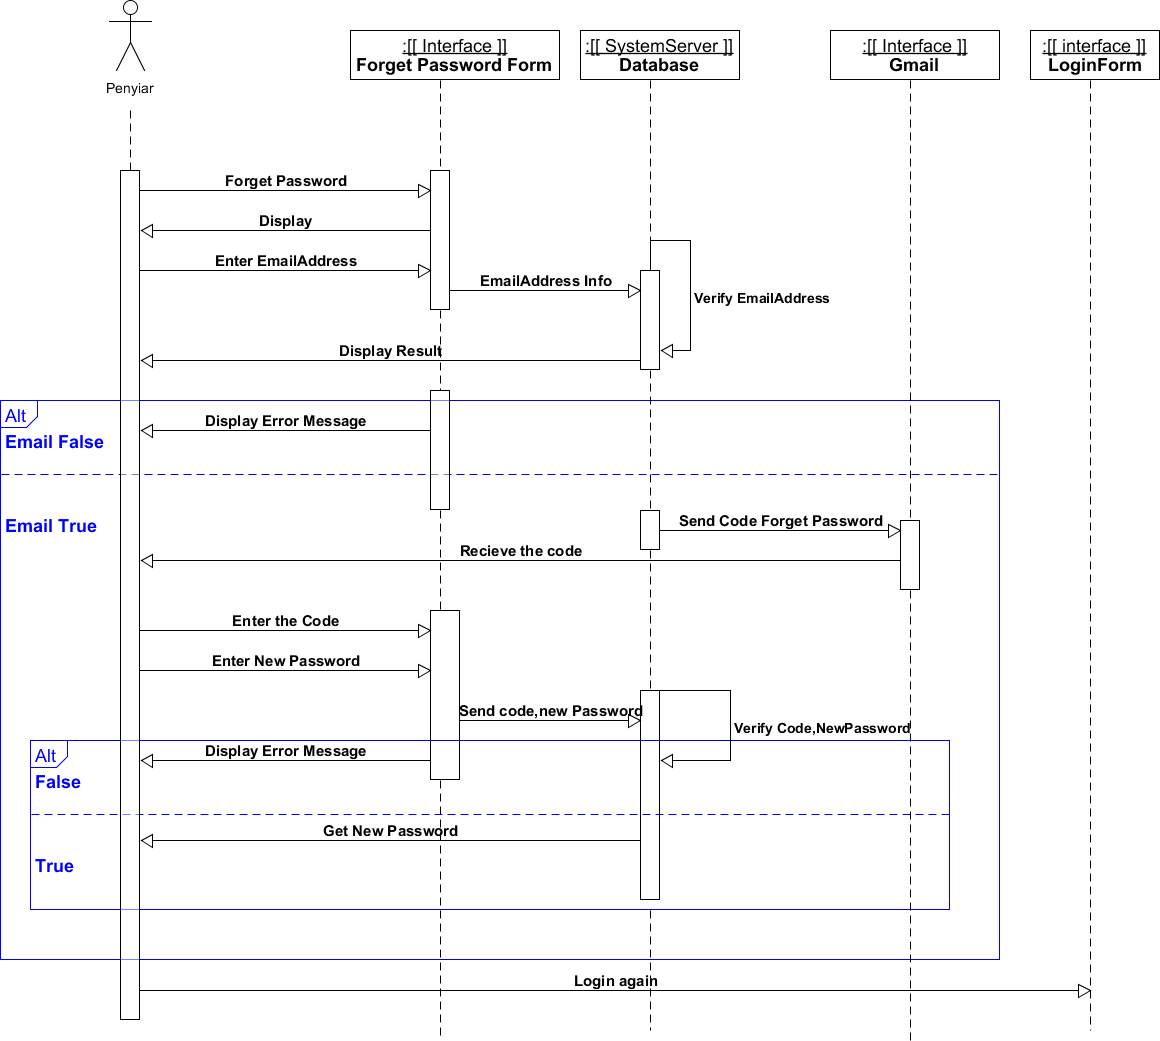 Penyiar
:[[ Interface ]]
Forget Password Form
:[[ SystemServer ]]
Database
:[[ Interface ]]
Gmail
:[[ interface ]]
LoginForm
Forget Password
Display
Enter EmailAddress
EmailAddress Info
Verify EmailAddress
Display Result
Alt
Email False
Display Error Message
Email True
Send Code Forget Password
Recieve the code
Enter the Code
Enter New Password
Send code,new Password
Verify Code,NewPassword
Alt
False
Display Error Message
Get New Password
True
Login again